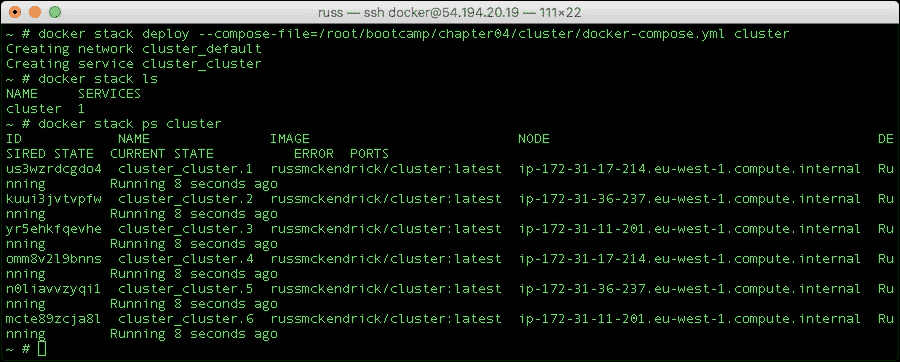 russ — ssh docker@54.194.20.19 — 111×22
~ # docker stack deploy --compose-file=/root/bootcamp/chapter04/cluster/docker-compose.yml cluster
Creating network cluster_default
Creating service cluster_cluster
~ # docker stack ls
NAME     SERVICES
cluster  1
~ # docker stack ps cluster
ID            NAME               IMAGE                          NODE                                        DE
SIRED STATE  CURRENT STATE          ERROR  PORTS
us3wzrdcgdo4  cluster_cluster.1  russmckendrick/cluster:latest  ip-172-31-17-214.eu-west-1.compute.internal  Ru
nning        Running 8 seconds ago
kuui3jvtvpfw  cluster_cluster.2  russmckendrick/cluster:latest  ip-172-31-36-237.eu-west-1.compute.internal  Ru
nning        Running 8 seconds ago
yr5ehkfqevhe  cluster_cluster.3  russmckendrick/cluster:latest  ip-172-31-11-201.eu-west-1.compute.internal  Ru
nning        Running 8 seconds ago
omm8v2l9bnns  cluster_cluster.4  russmckendrick/cluster:latest  ip-172-31-17-214.eu-west-1.compute.internal  Ru
nning        Running 8 seconds ago
n0liavvzyqi1  cluster_cluster.5  russmckendrick/cluster:latest  ip-172-31-36-237.eu-west-1.compute.internal  Ru
nning        Running 8 seconds ago
mcte89zcja8l  cluster_cluster.6  russmckendrick/cluster:latest  ip-172-31-11-201.eu-west-1.compute.internal  Ru
nning        Running 8 seconds ago
~ #